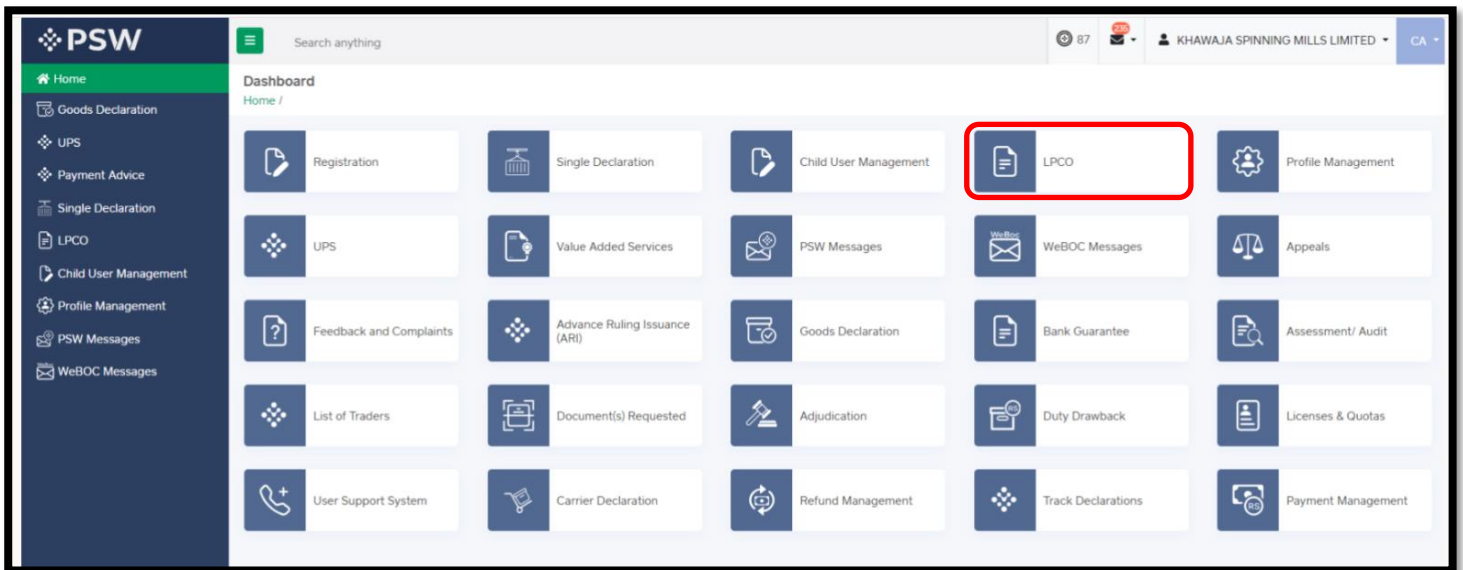 PSW
Search anything
87
235
KHAWAJA SPINNING MILLS LIMITED
CA
Home
Goods Declaration
UPS
Payment Advice
Single Declaration
LPCO
Child User Management
Profile Management
PSW Messages
WeBOC Messages
Dashboard
Home /
Registration
Single Declaration
Child User Management
LPCO
Profile Management
UPS
Value Added Services
PSW Messages
WeBoc
WeBOC Messages
Appeals
Feedback and Complaints
Advance Ruling Issuance
(ARI)
Goods Declaration
Bank Guarantee
Assessment/ Audit
List of Traders
Document(s) Requested
Adjudication
RS
Duty Drawback
Licenses & Quotas
User Support System
Carrier Declaration
Refund Management
Track Declarations
RS
Payment Management